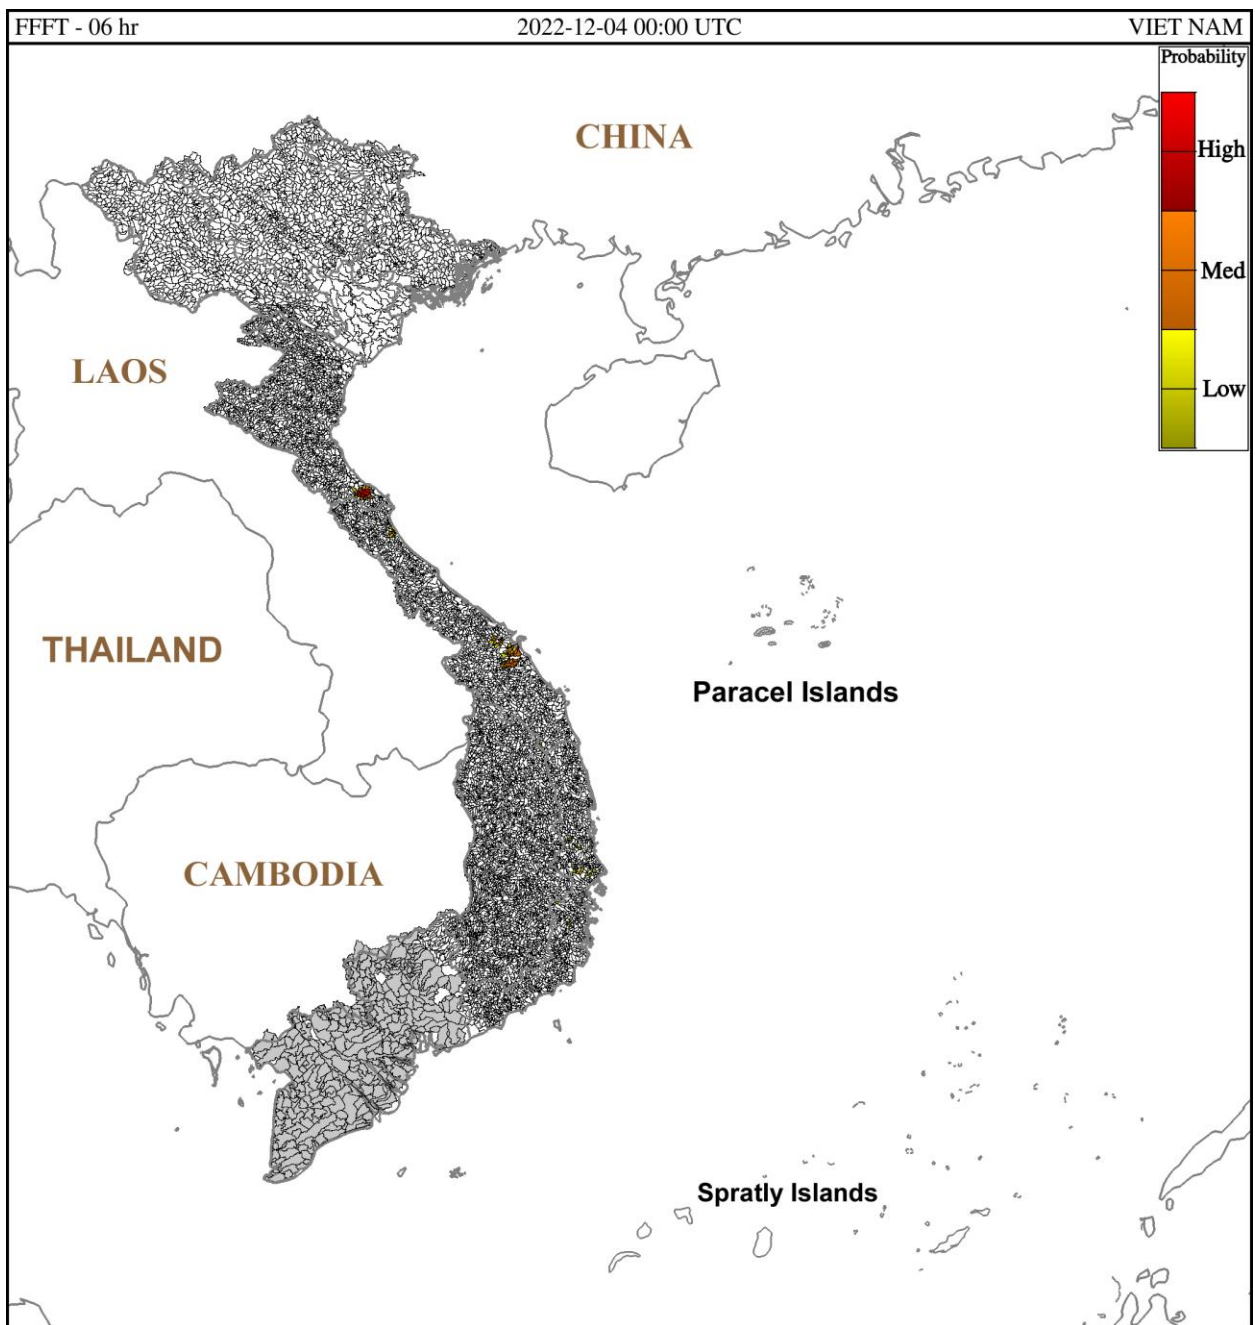 FFFT - 06 hr
2022-12-04 00:00 UTC
VIET NAM
Probability
High
Med
Low
CHINA
LAOS
THAILAND
Paracel Islands
CAMBODIA
Spratly Islands